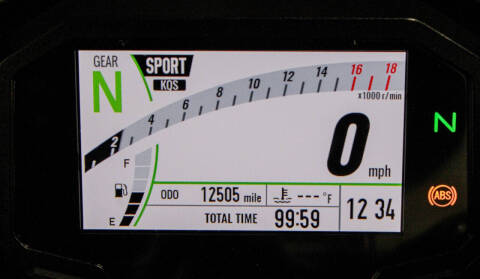 GEAR
N
SPORT
KQS
2 4 6 8 10 12 14 16 18
x1000 r/min
N
0 mph
F
ODO 12505 mile --- °F
ABS
E
TOTAL TIME 99:59
12 34